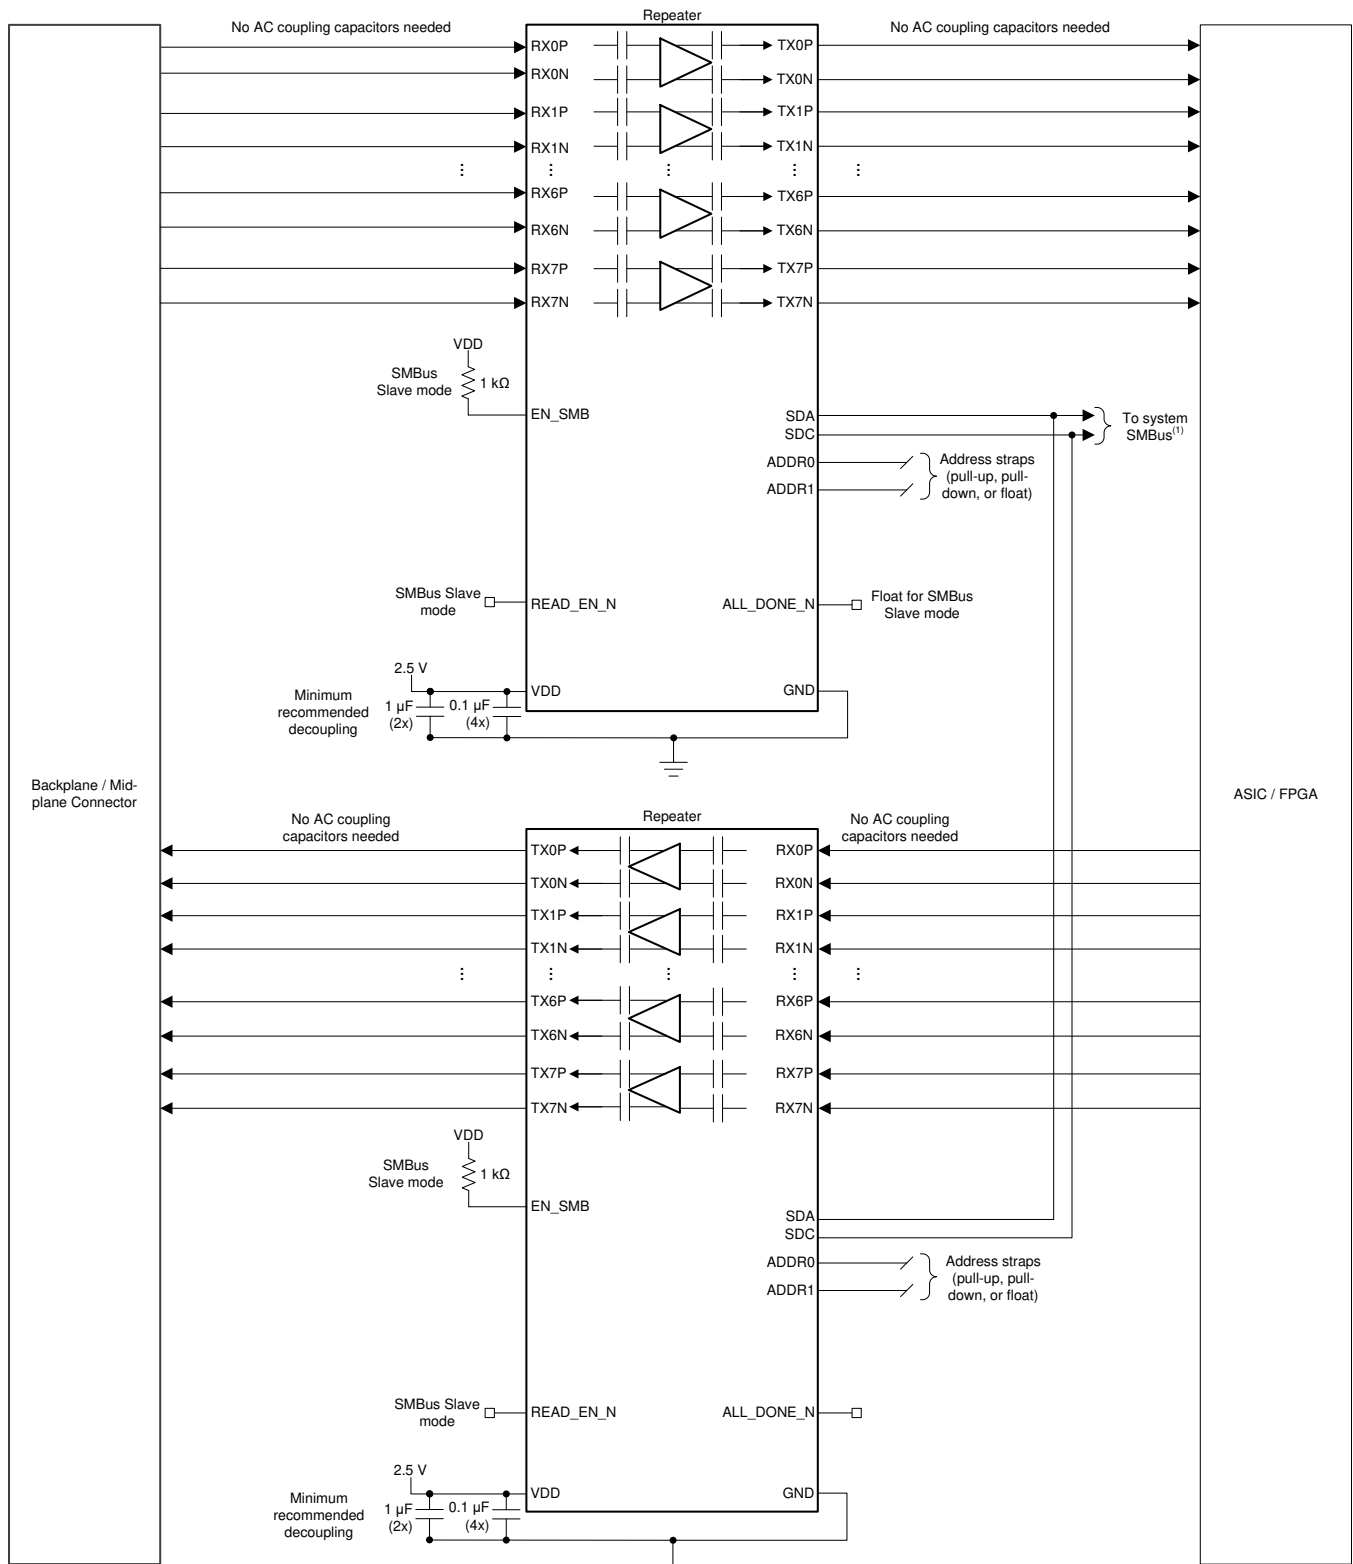 Repeater
No AC coupling capacitors needed
No AC coupling capacitors needed
RX0P
TX0P
RX0N
TX0N
RX1P
TX1P
RX1N
TX1N
⋮ ⋮ ⋮ ⋮ ⋮
RX6P
TX6P
RX6N
TX6N
RX7P
TX7P
RX7N
TX7N
VDD
SMBus
Slave mode
1 kΩ
EN_SMB
SDA
SDC
To system
SMBus(1)
ADDR0
ADDR1
Address straps
(pull-up, pull-
down, or float)
SMBus Slave
mode
READ_EN_N
ALL_DONE_N
Float for SMBus
Slave mode
2.5 V
VDD
GND
Minimum
recommended
decoupling
1 µF
(2x)
0.1 µF
(4x)
Backplane / Mid-
plane Connector
ASIC / FPGA
Repeater
No AC coupling
capacitors needed
No AC coupling
capacitors needed
TX0P
RX0P
TX0N
RX0N
TX1P
RX1P
TX1N
RX1N
⋮ ⋮ ⋮ ⋮ ⋮
TX6P
RX6P
TX6N
RX6N
TX7P
RX7P
TX7N
RX7N
VDD
SMBus
Slave mode
1 kΩ
EN_SMB
SDA
SDC
ADDR0
ADDR1
Address straps
(pull-up, pull-
down, or float)
SMBus Slave
mode
READ_EN_N
ALL_DONE_N
2.5 V
VDD
GND
Minimum
recommended
decoupling
1 µF
(2x)
0.1 µF
(4x)